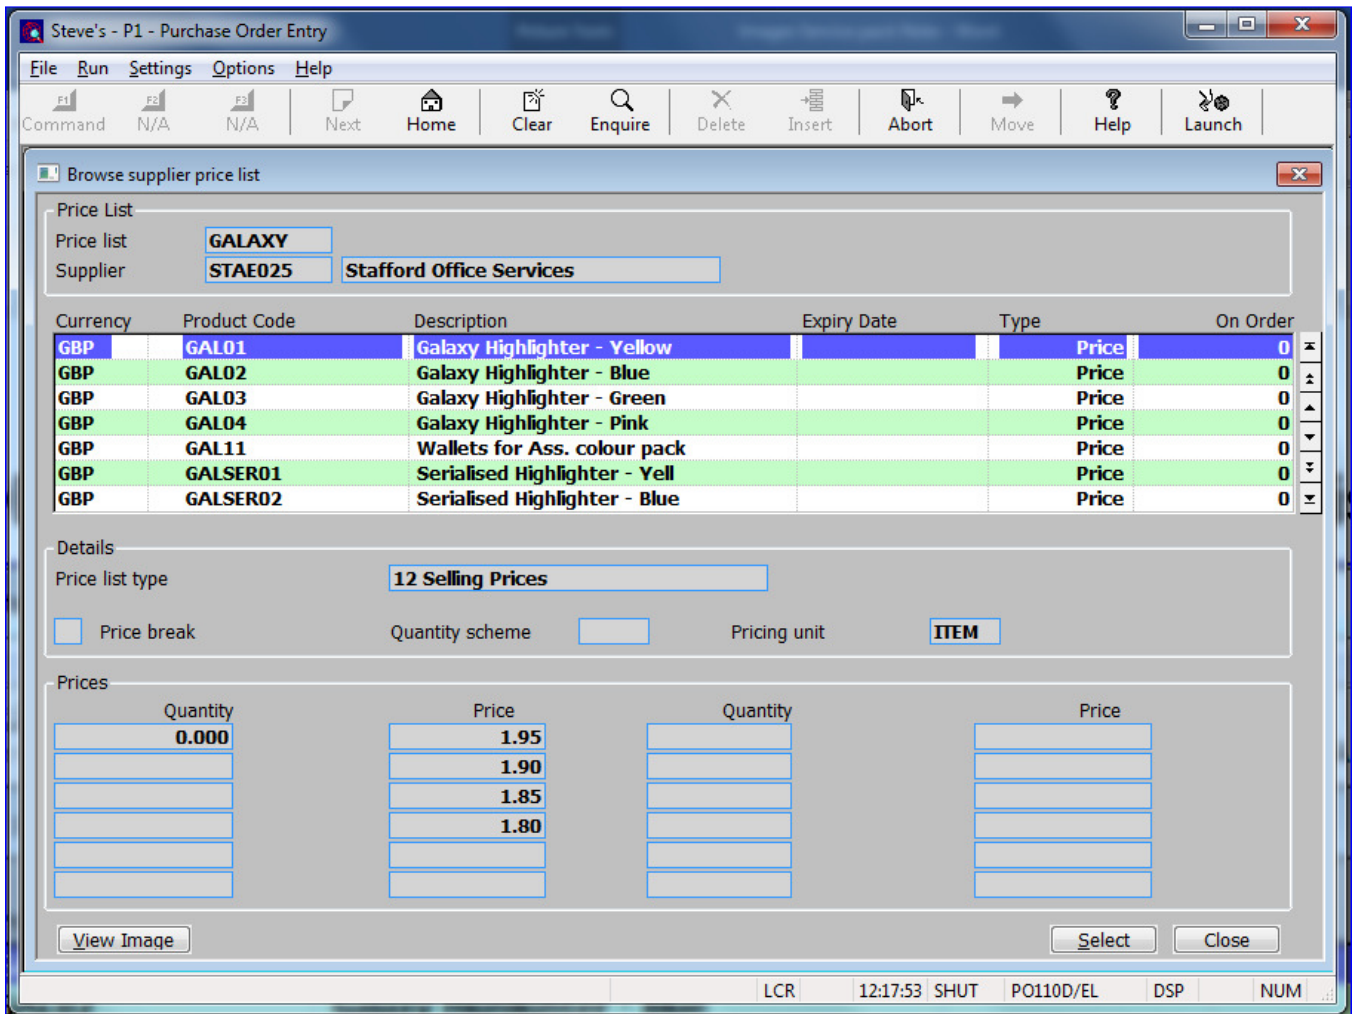 Steve's - P1 - Purchase Order Entry
File Run Settings Options Help
F1 F2 F3
Command N/A N/A Next Home Clear Enquire Delete Insert Abort Move Help Launch
Browse supplier price list
Price List
Price list GALAXY
Supplier STAE025 Stafford Office Services
Currency Product Code Description Expiry Date Type On Order
GBP GAL01 Galaxy Highlighter - Yellow Price 0
GBP GAL02 Galaxy Highlighter - Blue Price 0
GBP GAL03 Galaxy Highlighter - Green Price 0
GBP GAL04 Galaxy Highlighter - Pink Price 0
GBP GAL11 Wallets for Ass. colour pack Price 0
GBP GALSER01 Serialised Highlighter - Yell Price 0
GBP GALSER02 Serialised Highlighter - Blue Price 0
Details
Price list type 12 Selling Prices
Price break Quantity scheme Pricing unit ITEM
Prices
Quantity Price Quantity Price
0.000 1.95
1.90
1.85
1.80
View Image Select Close
LCR 12:17:53 SHUT PO110D/EL DSP NUM